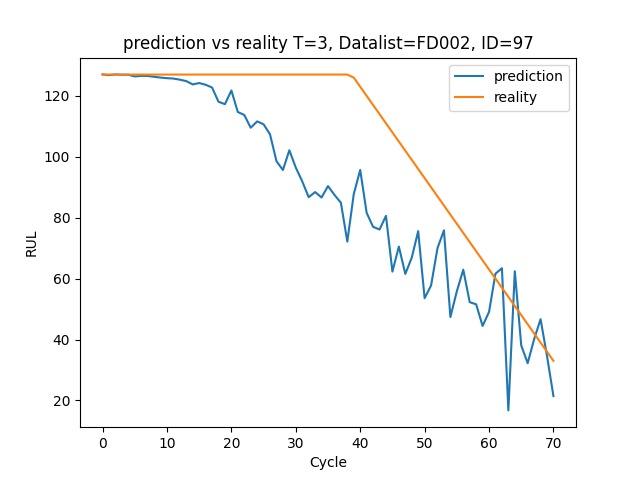 prediction vs reality T=3, Datalist=FD002, ID=97
prediction
reality
120
100
80
60
40
20
RUL
0 10 20 30 40 50 60 70
Cycle